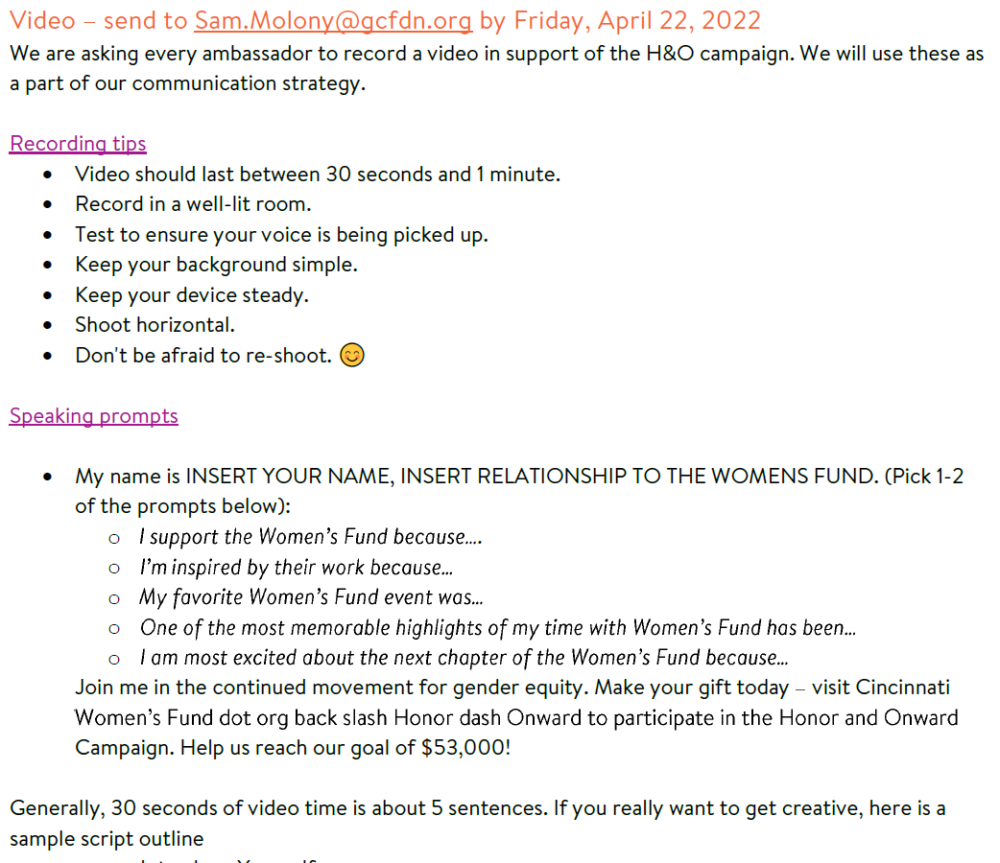 Video – send to Sam.Molony@gcfdn.org by Friday, April 22, 2022
We are asking every ambassador to record a video in support of the H&O campaign. We will use these as
a part of our communication strategy.
Recording tips
• Video should last between 30 seconds and 1 minute.
• Record in a well-lit room.
• Test to ensure your voice is being picked up.
• Keep your background simple.
• Keep your device steady.
• Shoot horizontal.
• Don't be afraid to re-shoot. 😊
Speaking prompts
• My name is INSERT YOUR NAME, INSERT RELATIONSHIP TO THE WOMENS FUND. (Pick 1-2
of the prompts below):
o I support the Women’s Fund because....
o I’m inspired by their work because…
o My favorite Women’s Fund event was…
o One of the most memorable highlights of my time with Women’s Fund has been…
o I am most excited about the next chapter of the Women’s Fund because…
Join me in the continued movement for gender equity. Make your gift today – visit Cincinnati
Women’s Fund dot org back slash Honor dash Onward to participate in the Honor and Onward
Campaign. Help us reach our goal of $53,000!
Generally, 30 seconds of video time is about 5 sentences. If you really want to get creative, here is a
sample script outline